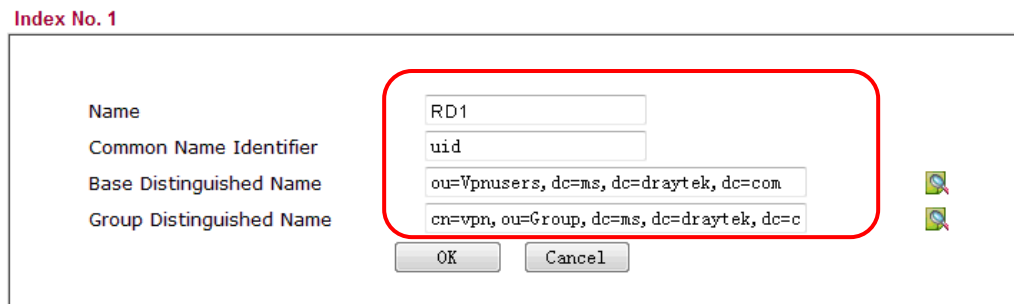 Index No. 1
Name RD1
Common Name Identifier uid
Base Distinguished Name ou=Vpnusers,dc=ms,dc=draytek,dc=com
Group Distinguished Name cn=vpn,ou=Group,dc=ms,dc=draytek,dc=c
OK Cancel